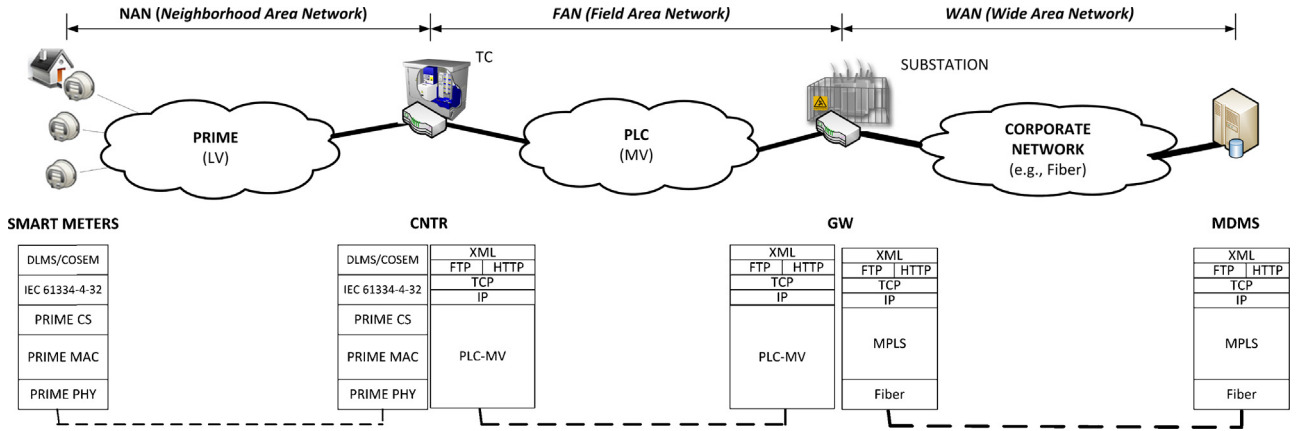 NAN (Neighborhood Area Network)
FAN (Field Area Network)
WAN (Wide Area Network)
TC
SUBSTATION
PRIME
(LV)
PLC
(MV)
CORPORATE
NETWORK
(e.g., Fiber)
SMART METERS
CNTR
GW
MDMS
DLMS/COSEM
IEC 61334-4-32
PRIME CS
PRIME MAC
PRIME PHY
DLMS/COSEM
IEC 61334-4-32
PRIME CS
PRIME MAC
PRIME PHY
XML
FTP HTTP
TCP
IP
PLC-MV
XML
FTP HTTP
TCP
IP
PLC-MV
XML
FTP HTTP
TCP
IP
MPLS
Fiber
XML
FTP HTTP
TCP
IP
MPLS
Fiber